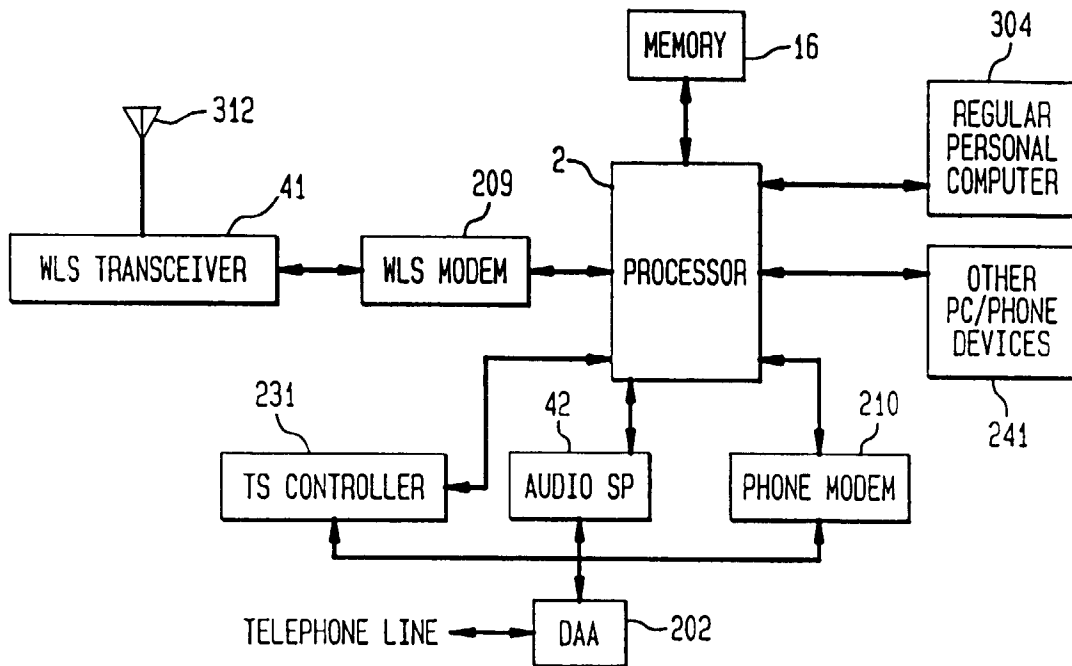 MEMORY
16
304
REGULAR
PERSONAL
COMPUTER
312
2
41
209
WLS TRANSCEIVER
WLS MODEM
PROCESSOR
OTHER
PC/PHONE
DEVICES
241
231
42
210
TS CONTROLLER
AUDIO SP
PHONE MODEM
TELEPHONE LINE
DAA
202